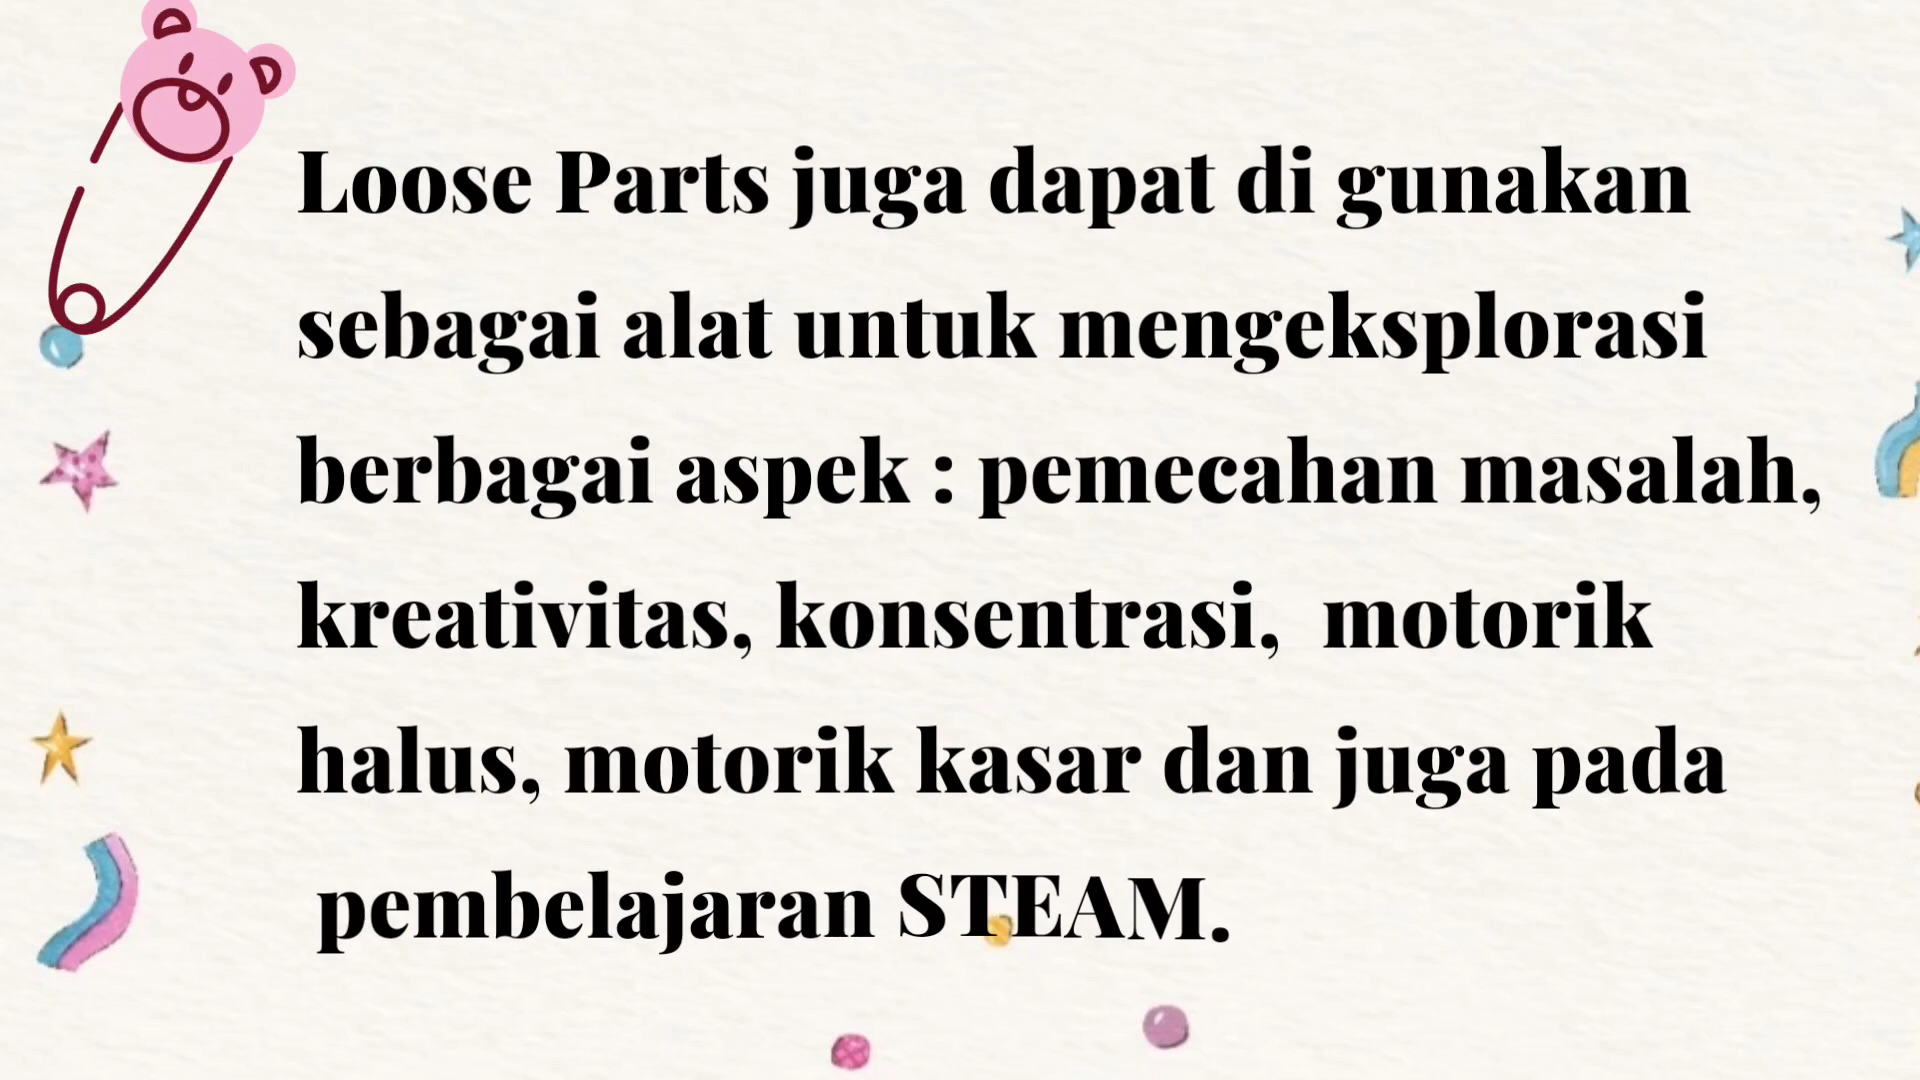 Loose Parts juga dapat di gunakan
sebagai alat untuk mengeksplorasi
berbagai aspek : pemecahan masalah,
kreativitas, konsentrasi,  motorik
halus, motorik kasar dan juga pada
pembelajaran STEAM.